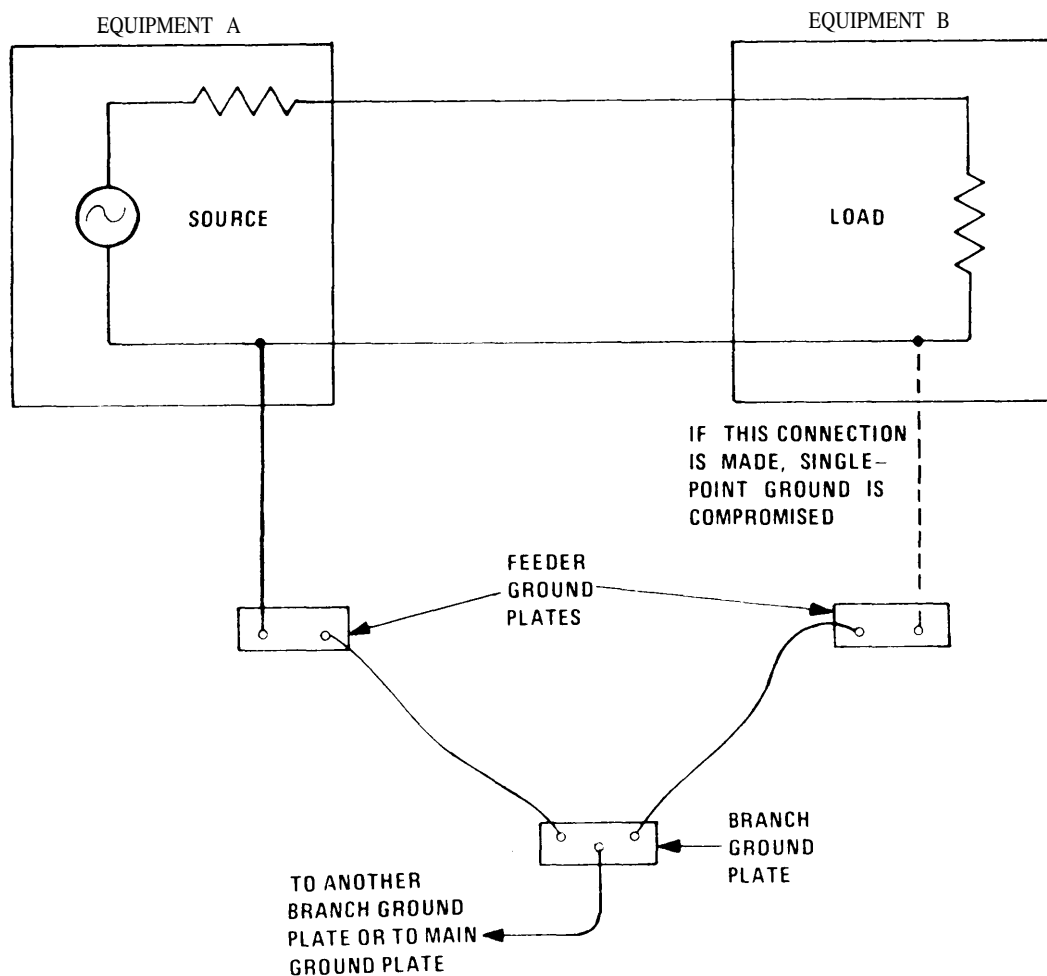 EQUIPMENT A
EQUIPMENT B
SOURCE
LOAD
IF THIS CONNECTION
IS MADE, SINGLE–
POINT GROUND IS
COMPROMISED
FEEDER
GROUND
PLATES
BRANCH
GROUND
PLATE
TO ANOTHER
BRANCH GROUND
PLATE OR TO MAIN
GROUND PLATE